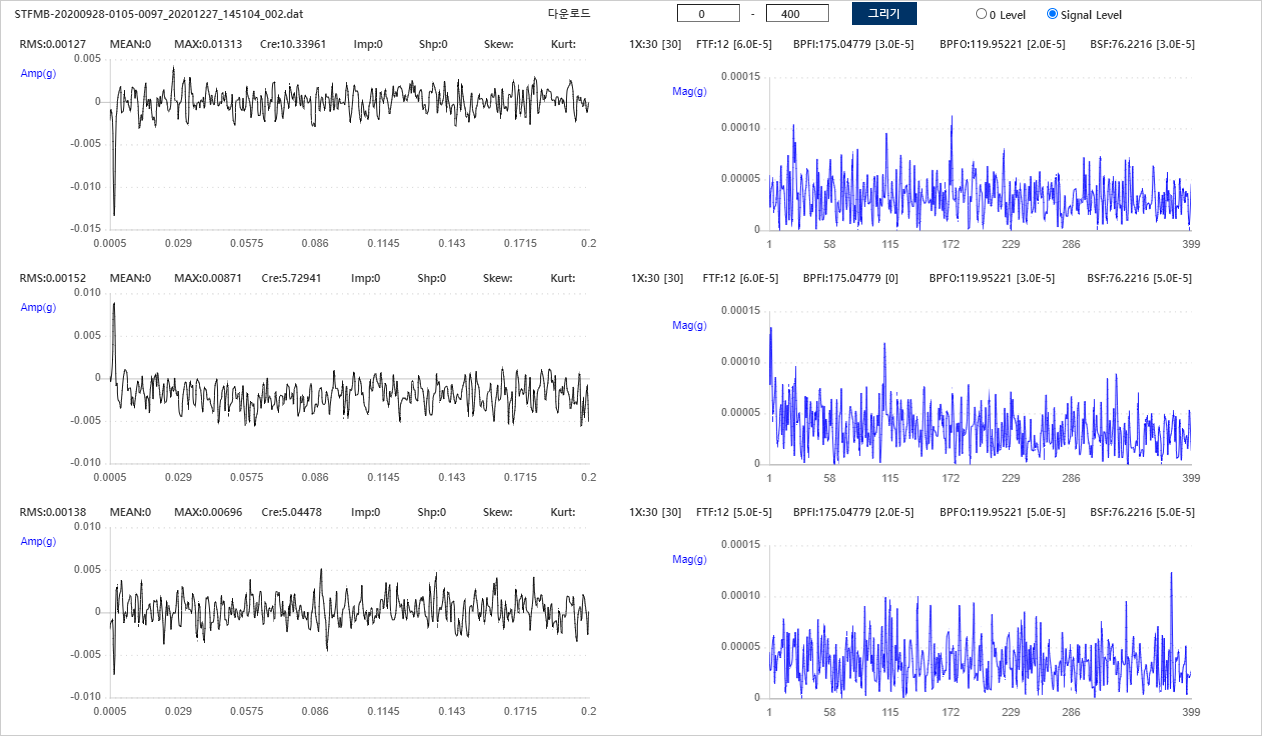 STFMB-20200928-0105-0097_20201227_145104_002.dat 다운로드 0 - 400 그리기 0 Level Signal Level
RMS:0.00127 MEAN:0 MAX:0.01313 Cre:10.33961 Imp:0 Shp:0 Skew: Kurt: 1X:30 [30] FTF:12 [6.0E-5] BPFI:175.04779 [3.0E-5] BPFO:119.95221 [2.0E-5] BSF:76.2216 [3.0E-5]
Amp(g)
0.005
0
-0.005
-0.010
-0.015
0.0005 0.029 0.0575 0.086 0.1145 0.143 0.1715 0.2
Mag(g)
0.00015
0.00010
0.00005
0
1 58 115 172 229 286 399
RMS:0.00152 MEAN:0 MAX:0.00871 Cre:5.72941 Imp:0 Shp:0 Skew: Kurt: 1X:30 [30] FTF:12 [6.0E-5] BPFI:175.04779 [0] BPFO:119.95221 [3.0E-5] BSF:76.2216 [5.0E-5]
Amp(g)
0.010
0.005
0
-0.005
-0.010
0.0005 0.029 0.0575 0.086 0.1145 0.143 0.1715 0.2
Mag(g)
0.00015
0.00010
0.00005
0
1 58 115 172 229 286 399
RMS:0.00138 MEAN:0 MAX:0.00696 Cre:5.04478 Imp:0 Shp:0 Skew: Kurt: 1X:30 [30] FTF:12 [5.0E-5] BPFI:175.04779 [2.0E-5] BPFO:119.95221 [5.0E-5] BSF:76.2216 [5.0E-5]
Amp(g)
0.010
0.005
0
-0.005
-0.010
0.0005 0.029 0.0575 0.086 0.1145 0.143 0.1715 0.2
Mag(g)
0.00015
0.00010
0.00005
0
1 58 115 172 229 286 399